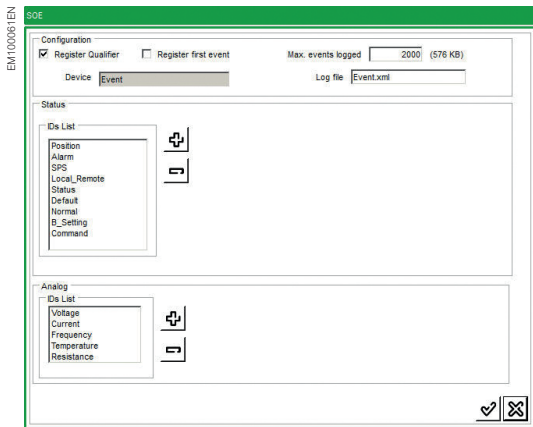 EM100061EN
SOE
Configuration
Register Qualifier Register first event Max. events logged 2000 (576 KB)
Device Event Log file Event.xml
Status
IDs List
Position
Alarm
SPS
Local_Remote
Status
Default
Normal
B_Setting
Command
Analog
IDs List
Voltage
Current
Frequency
Temperature
Resistance